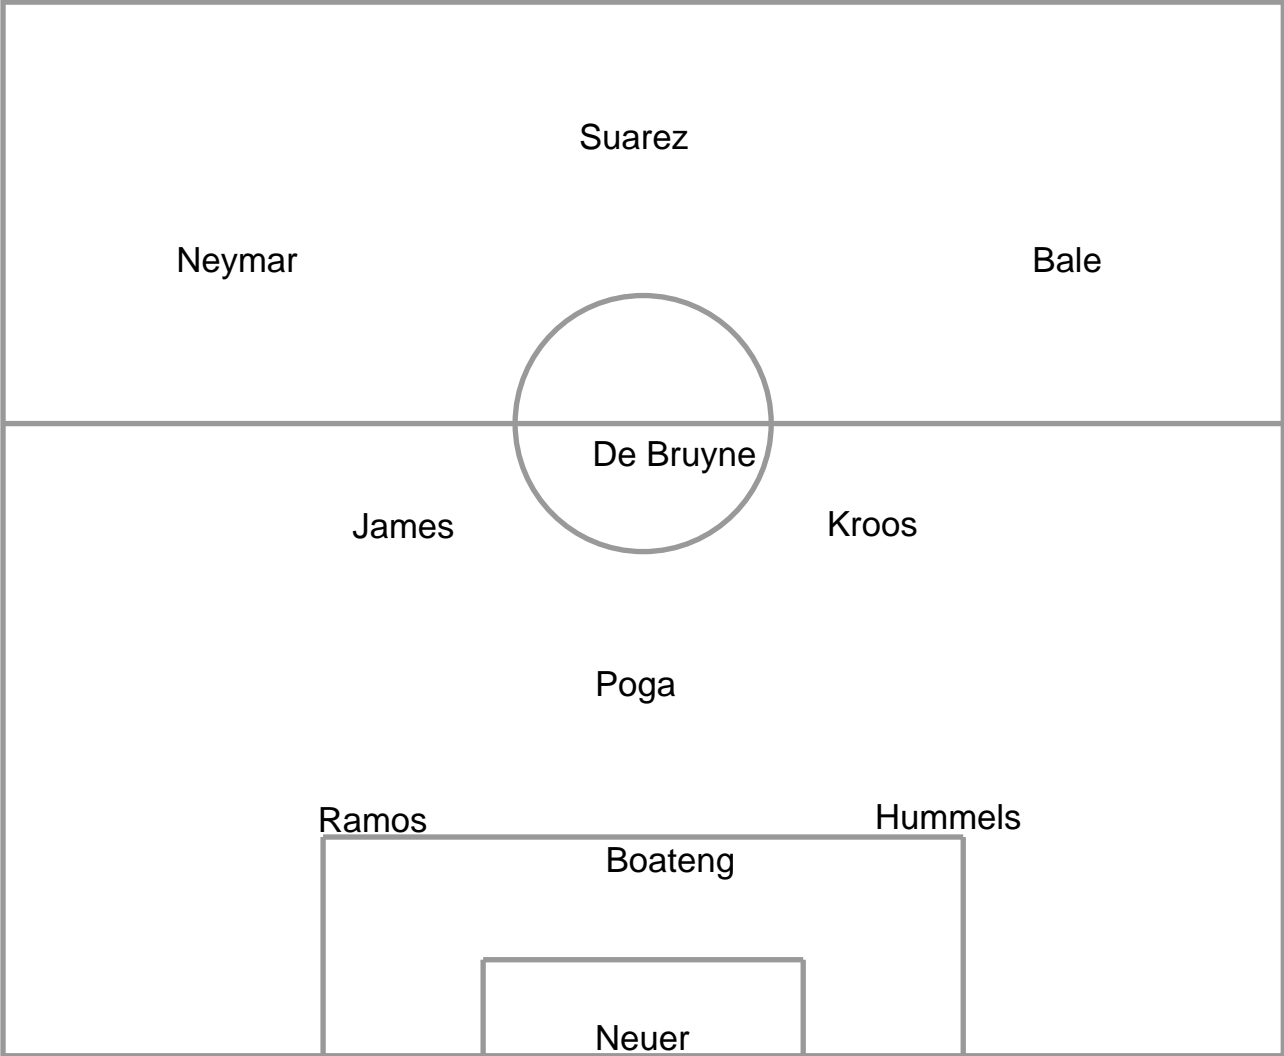 Suarez
Neymar
Bale
De Bruyne
James
Kroos
Poga
Ramos
Hummels
Boateng
Neuer